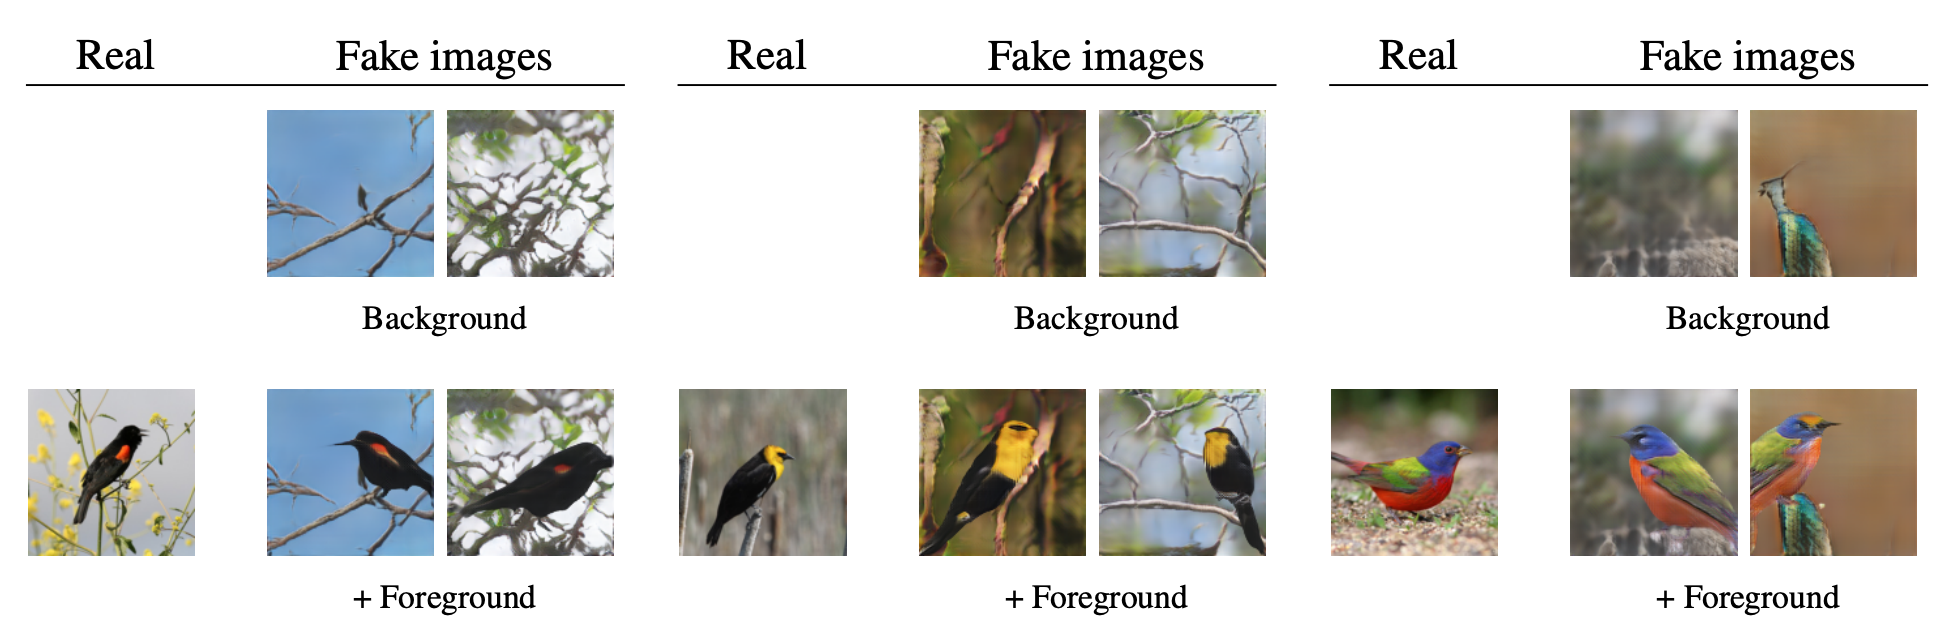 Real Fake images Real Fake images Real Fake images
Background Background Background
+ Foreground + Foreground + Foreground